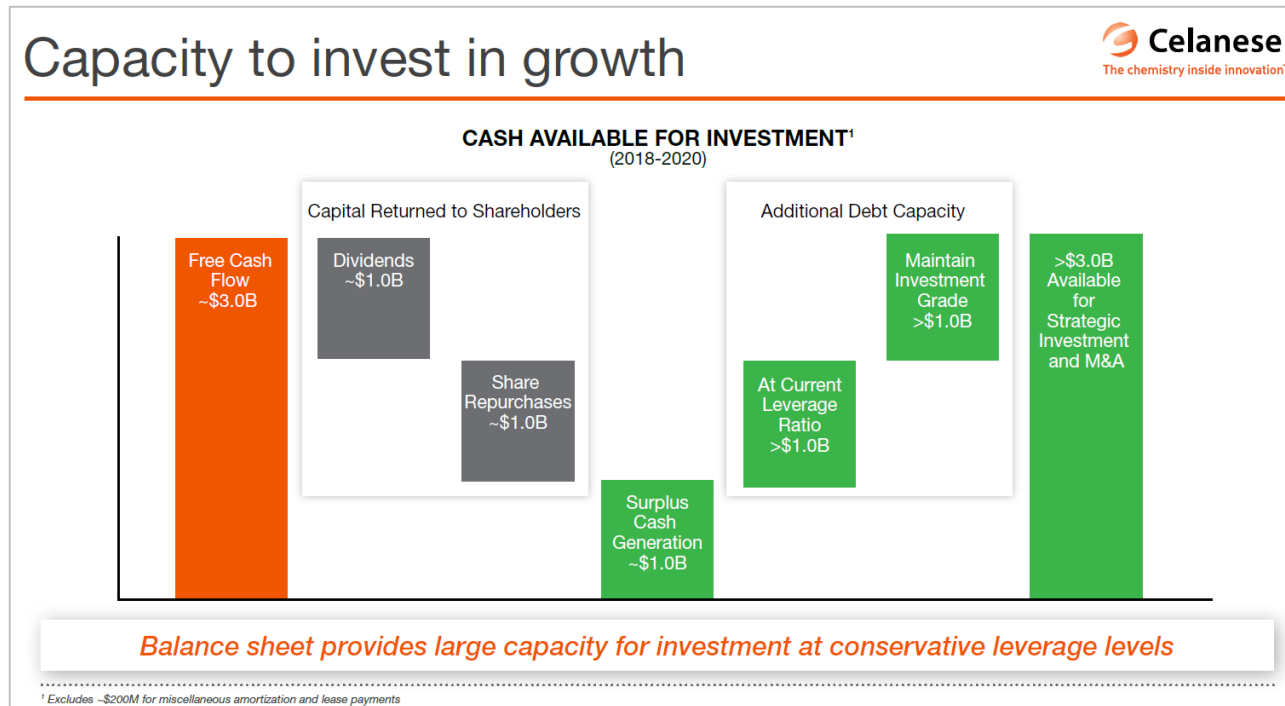 Capacity to invest in growth
Celanese
The chemistry inside innovation™
CASH AVAILABLE FOR INVESTMENT¹
(2018-2020)
Capital Returned to Shareholders
Additional Debt Capacity
Free Cash
Flow
~$3.0B
Dividends
~$1.0B
Share
Repurchases
~$1.0B
Surplus
Cash
Generation
~$1.0B
At Current
Leverage
Ratio
>$1.0B
Maintain
Investment
Grade
>$1.0B
>$3.0B
Available
for
Strategic
Investment
and M&A
Balance sheet provides large capacity for investment at conservative leverage levels
¹ Excludes ~$200M for miscellaneous amortization and lease payments